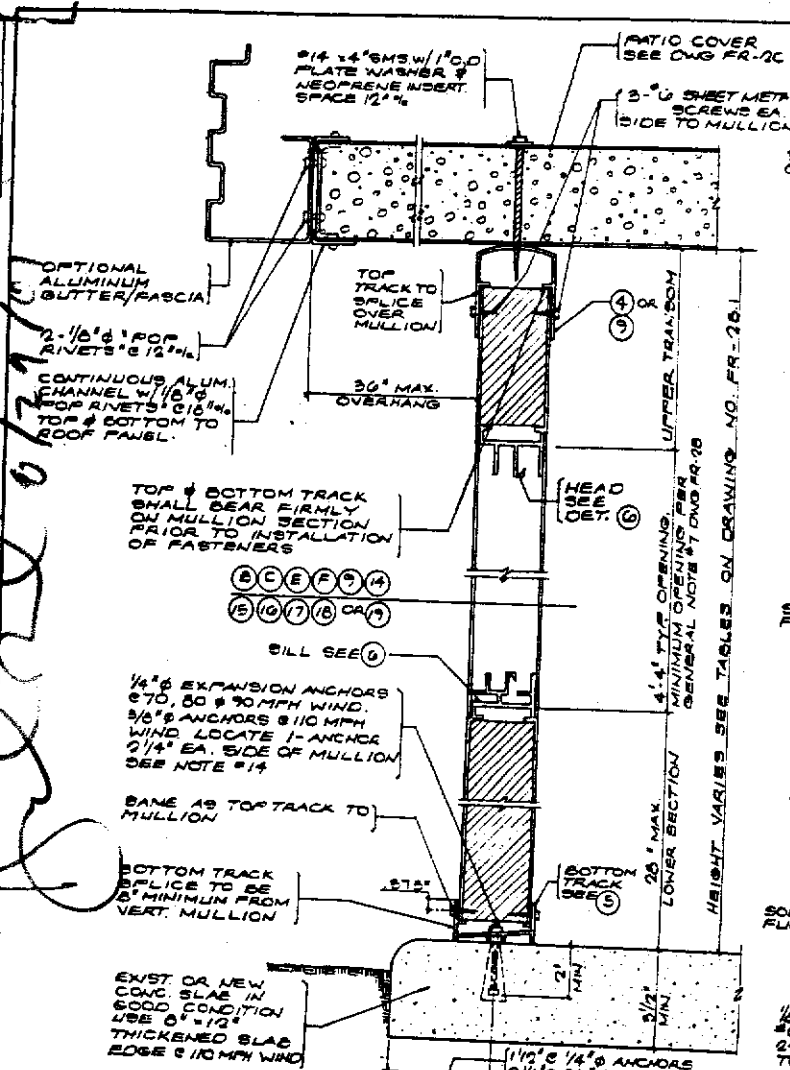 #14 x 4" SMS W/ 1" O.D
PLATE WASHER &
NEOPRENE INSERT.
SPACE 12" %
PATIO COVER
SEE DWG FR-2C
SHEET META
SCREWS EA.
SIDE TO MULLION
OPTIONAL
ALUMINUM
GUTTER/FASCIA
2-1/8" φ POP
RIVETS @ 12" %
CONTINUOUS ALUM.
CHANNEL W/ 1/8" φ
POP RIVETS @ 18" %
TOP & BOTTOM TO
ROOF PANEL.
TOP
TRACK TO
SPLICE
OVER
MULLION
4 OR
9
36" MAX.
OVERHANG
UPPER TRANSOM
TOP & BOTTOM TRACK
SHALL BEAR FIRMLY
ON MULLION SECTION
PRIOR TO INSTALLATION
OF FASTENERS
HEAD
SEE
DET. 6
B C E F 9 14
15 16 17 18 OR 19
4'-4" TYP OPENING.
MINIMUM OPENING PER
GENERAL NOTE #7 DWG FR-2B
HEIGHT VARIES SEE TABLES ON DRAWING NO. FR-2B.1
SILL SEE 6
1/4" φ EXPANSION ANCHORS
@ 70, 80 & 90 MPH WIND.
3/8" φ ANCHORS @ 110 MPH
WIND. LOCATE 1-ANCHOR
2 1/4" EA. SIDE OF MULLION
SEE NOTE #14
SAME AS TOP TRACK TO
MULLION
28" MAX
LOWER SECTION
BOTTOM TRACK
SPLICE TO BE
8" MINIMUM FROM
VERT. MULLION
.375"
BOTTOM
TRACK
SEE 5
EXIST. OR NEW
CONC. SLAB IN
GOOD CONDITION
USE 8" x 12"
THICKENED SLAB
EDGE @ 110 MPH WIND
2"
MIN
3 1/2"
MIN.
1 1/2" @ 1/4" φ ANCHORS